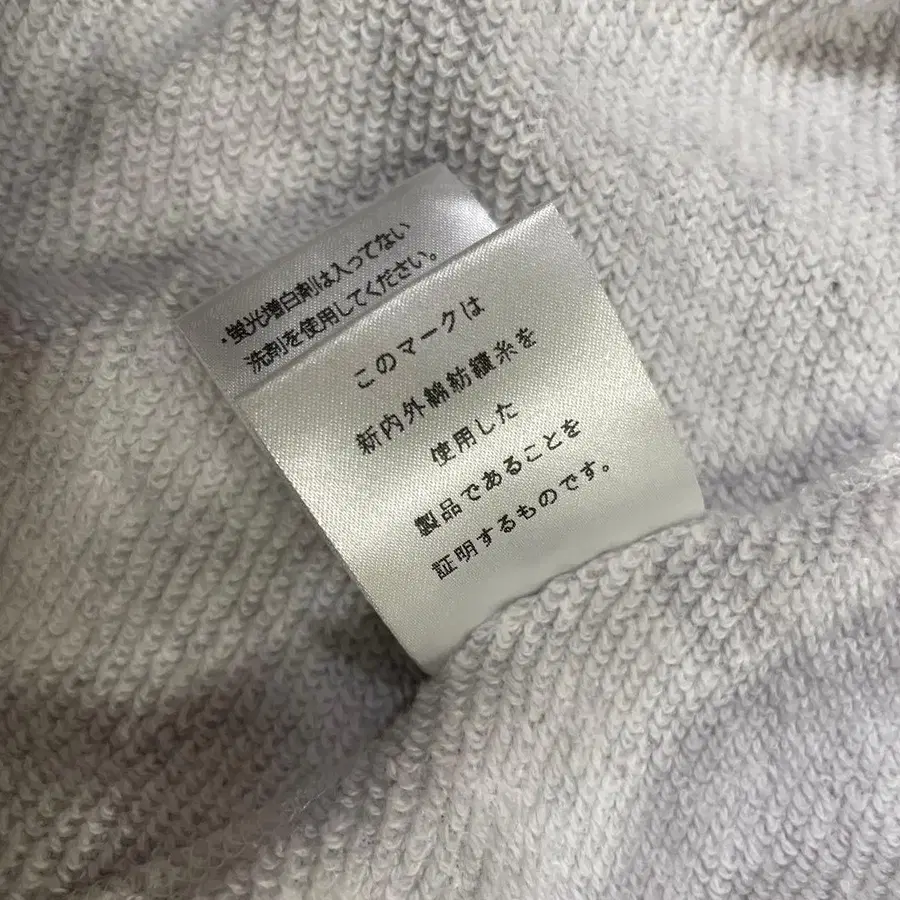 ・蛍光増白剤は入ってない
洗剤を使用してください。
このマークは
新内外綿紡績糸を
使用した
製品であることを
証明するものです。